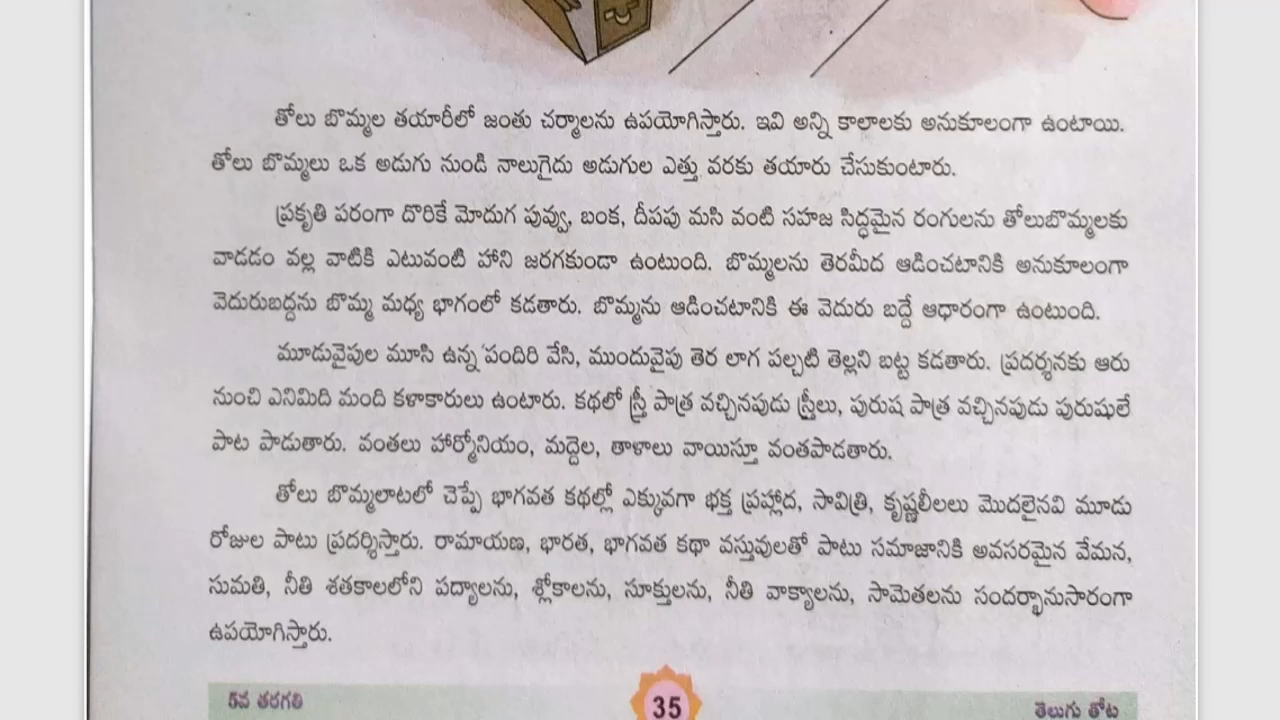 తోలు బొమ్మల తయారీలో జంతు చర్మాలను ఉపయోగిస్తారు. ఇవి అన్ని కాలాలకు అనుకూలంగా ఉంటాయి.
తోలు బొమ్మలు ఒక అడుగు నుండి నాలుగైదు అడుగుల ఎత్తు వరకు తయారు చేసుకుంటారు.
ప్రకృతి పరంగా దొరికే మోదుగ పువ్వు, బంక, దీపపు మసి వంటి సహజ సిద్ధమైన రంగులను తోలుబొమ్మలకు
వాడడం వల్ల వాటికి ఎటువంటి హాని జరగకుండా ఉంటుంది. బొమ్మలను తెరమీద ఆడించటానికి అనుకూలంగా
వెదురుబద్దను బొమ్మ మధ్య భాగంలో కడతారు. బొమ్మను ఆడించటానికి ఈ వెదురు బద్దే ఆధారంగా ఉంటుంది.
మూడువైపుల మూసి ఉన్న పందిరి వేసి, ముందువైపు తెర లాగ పల్చటి తెల్లని బట్ట కడతారు. ప్రదర్శనకు ఆరు
నుంచి ఎనిమిది మంది కళాకారులు ఉంటారు. కథలో స్త్రీ పాత్ర వచ్చినపుడు స్త్రీలు, పురుష పాత్ర వచ్చినపుడు పురుషులే
పాట పాడుతారు. వంతలు హార్మోనియం, మద్దెల, తాళాలు వాయిస్తూ వంతపాడతారు.
తోలు బొమ్మలాటలో చెప్పే భాగవత కథల్లో ఎక్కువగా భక్త ప్రహ్లాద, సావిత్రి, కృష్ణలీలలు మొదలైనవి మూడు
రోజుల పాటు ప్రదర్శిస్తారు. రామాయణ, భారత, భాగవత కథా వస్తువులతో పాటు సమాజానికి అవసరమైన వేమన,
సుమతి, నీతి శతకాలలోని పద్యాలను, శ్లోకాలను, సూక్తులను, నీతి వాక్యాలను, సామెతలను సందర్భానుసారంగా
ఉపయోగిస్తారు.
5వ తరగతి
35
తెలుగు తోట